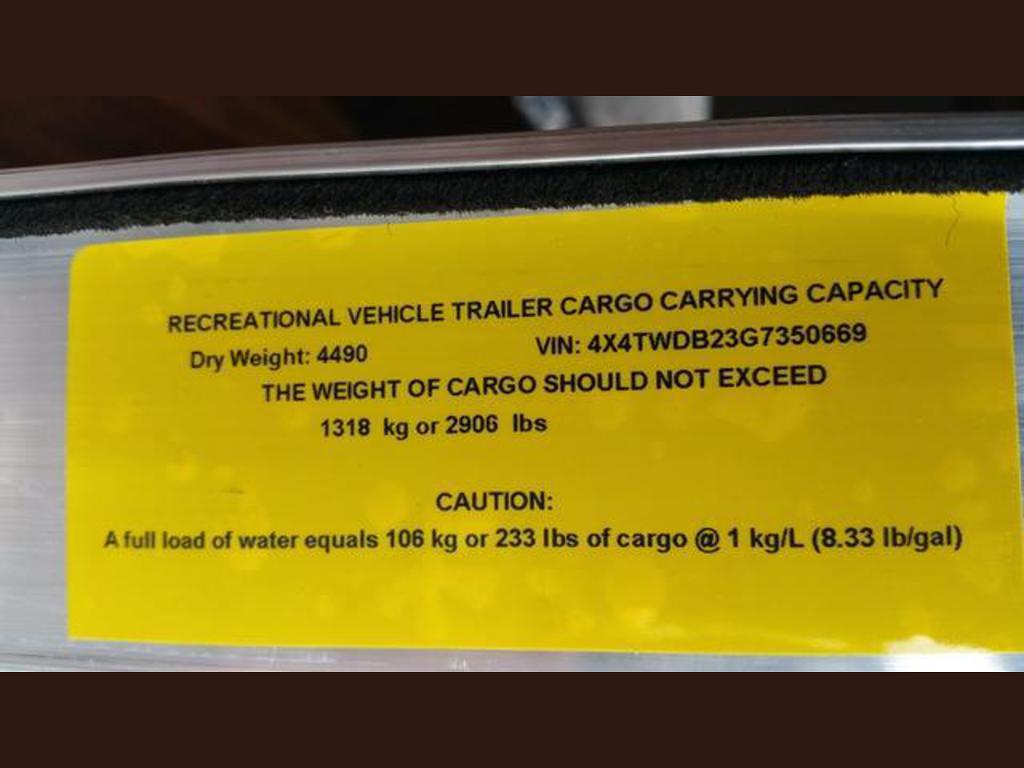 RECREATIONAL VEHICLE TRAILER CARGO CARRYING CAPACITY
Dry Weight: 4490 VIN: 4X4TWDB23G7350669
THE WEIGHT OF CARGO SHOULD NOT EXCEED
1318 kg or 2906 lbs
CAUTION:
A full load of water equals 106 kg or 233 lbs of cargo @ 1 kg/L (8.33 lb/gal)